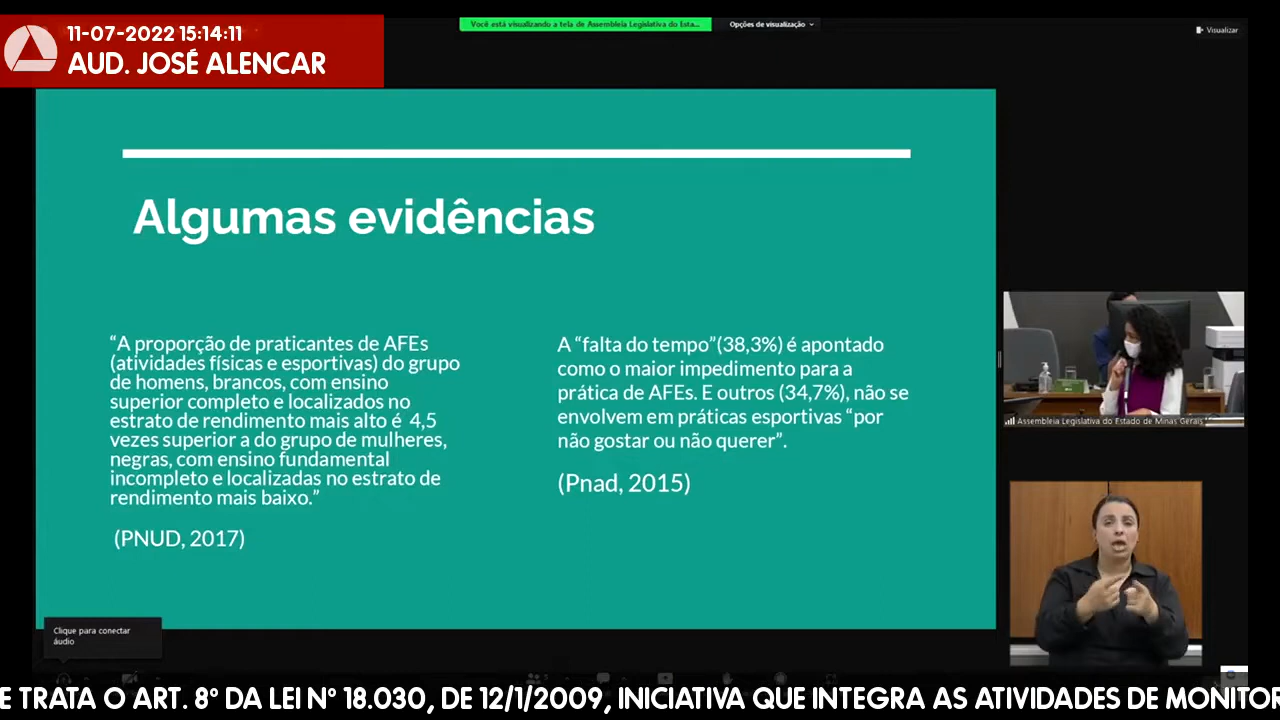 11-07-2022 15:14:11
AUD. JOSÉ ALENCAR
Você está visualizando a tela de Assembleia Legislativa do Esta...
Opções de visualização
Visualizar
Algumas evidências
“A proporção de praticantes de AFEs
(atividades físicas e esportivas) do grupo
de homens, brancos, com ensino
superior completo e localizados no
estrato de rendimento mais alto é 4,5
vezes superior a do grupo de mulheres,
negras, com ensino fundamental
incompleto e localizadas no estrato de
rendimento mais baixo.”
(PNUD, 2017)
A “falta do tempo”(38,3%) é apontado
como o maior impedimento para a
prática de AFEs. E outros (34,7%), não se
envolvem em práticas esportivas “por
não gostar ou não querer”.
(Pnad, 2015)
Assembleia Legislativa do Estado de Minas Gerais
Clique para conectar
áudio
E TRATA O ART. 8º DA LEI Nº 18.030, DE 12/1/2009, INICIATIVA QUE INTEGRA AS ATIVIDADES DE MONITOR